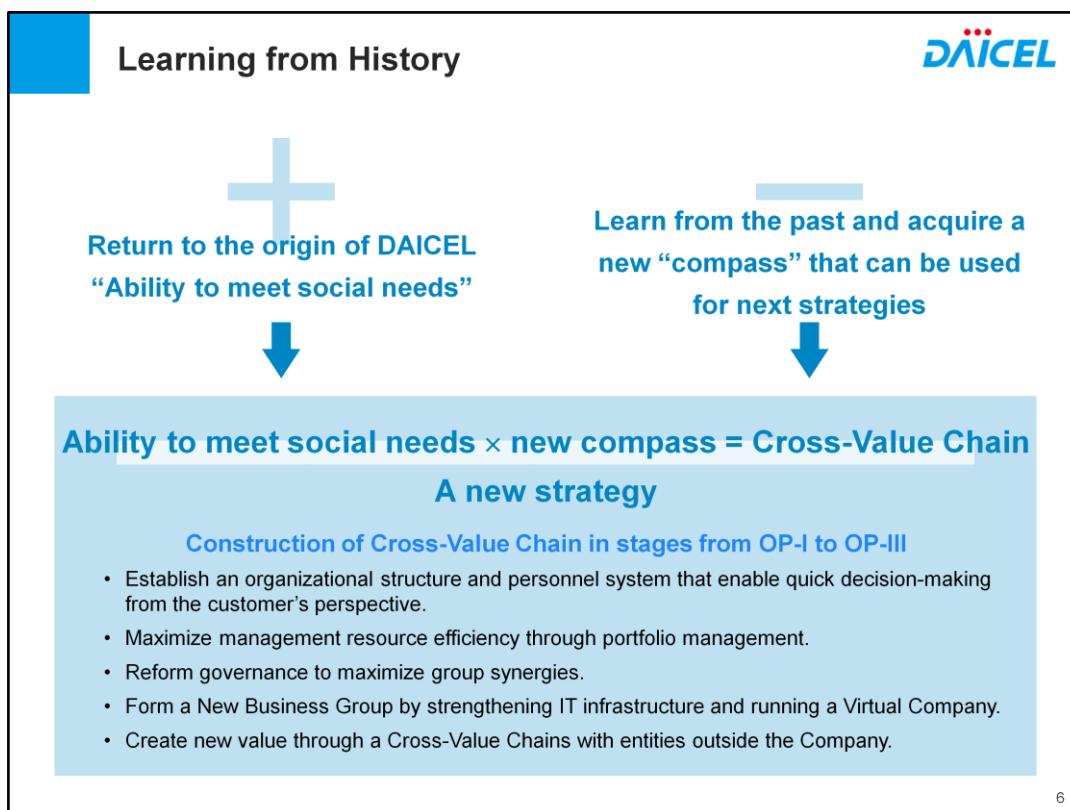 Learning from History
DAICEL
Return to the origin of DAICEL
“Ability to meet social needs”
Learn from the past and acquire a
new “compass” that can be used
for next strategies
Ability to meet social needs × new compass = Cross-Value Chain
A new strategy
Construction of Cross-Value Chain in stages from OP-I to OP-III
• Establish an organizational structure and personnel system that enable quick decision-making
from the customer’s perspective.
• Maximize management resource efficiency through portfolio management.
• Reform governance to maximize group synergies.
• Form a New Business Group by strengthening IT infrastructure and running a Virtual Company.
• Create new value through a Cross-Value Chains with entities outside the Company.
6